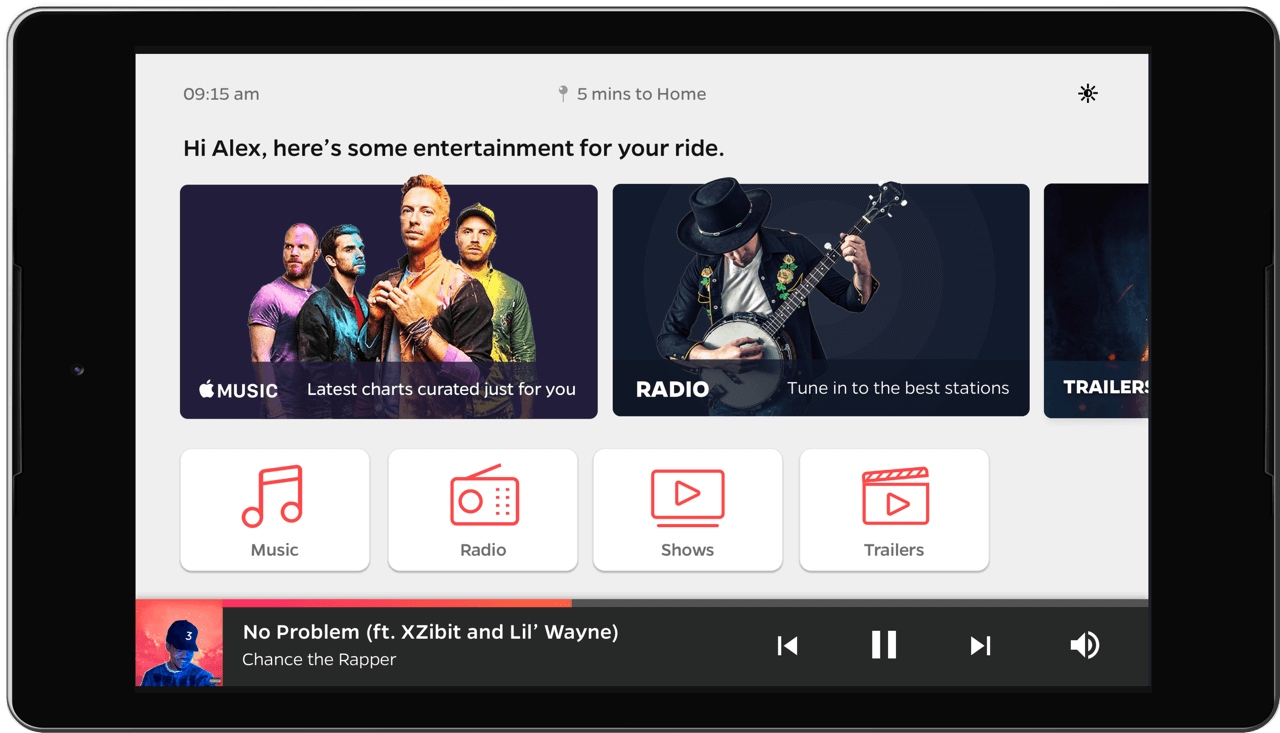 09:15 am
5 mins to Home
Hi Alex, here’s some entertainment for your ride.
MUSIC Latest charts curated just for you
RADIO Tune in to the best stations
TRAILERS
Music
Radio
Shows
Trailers
3
No Problem (ft. XZibit and Lil’ Wayne)
Chance the Rapper